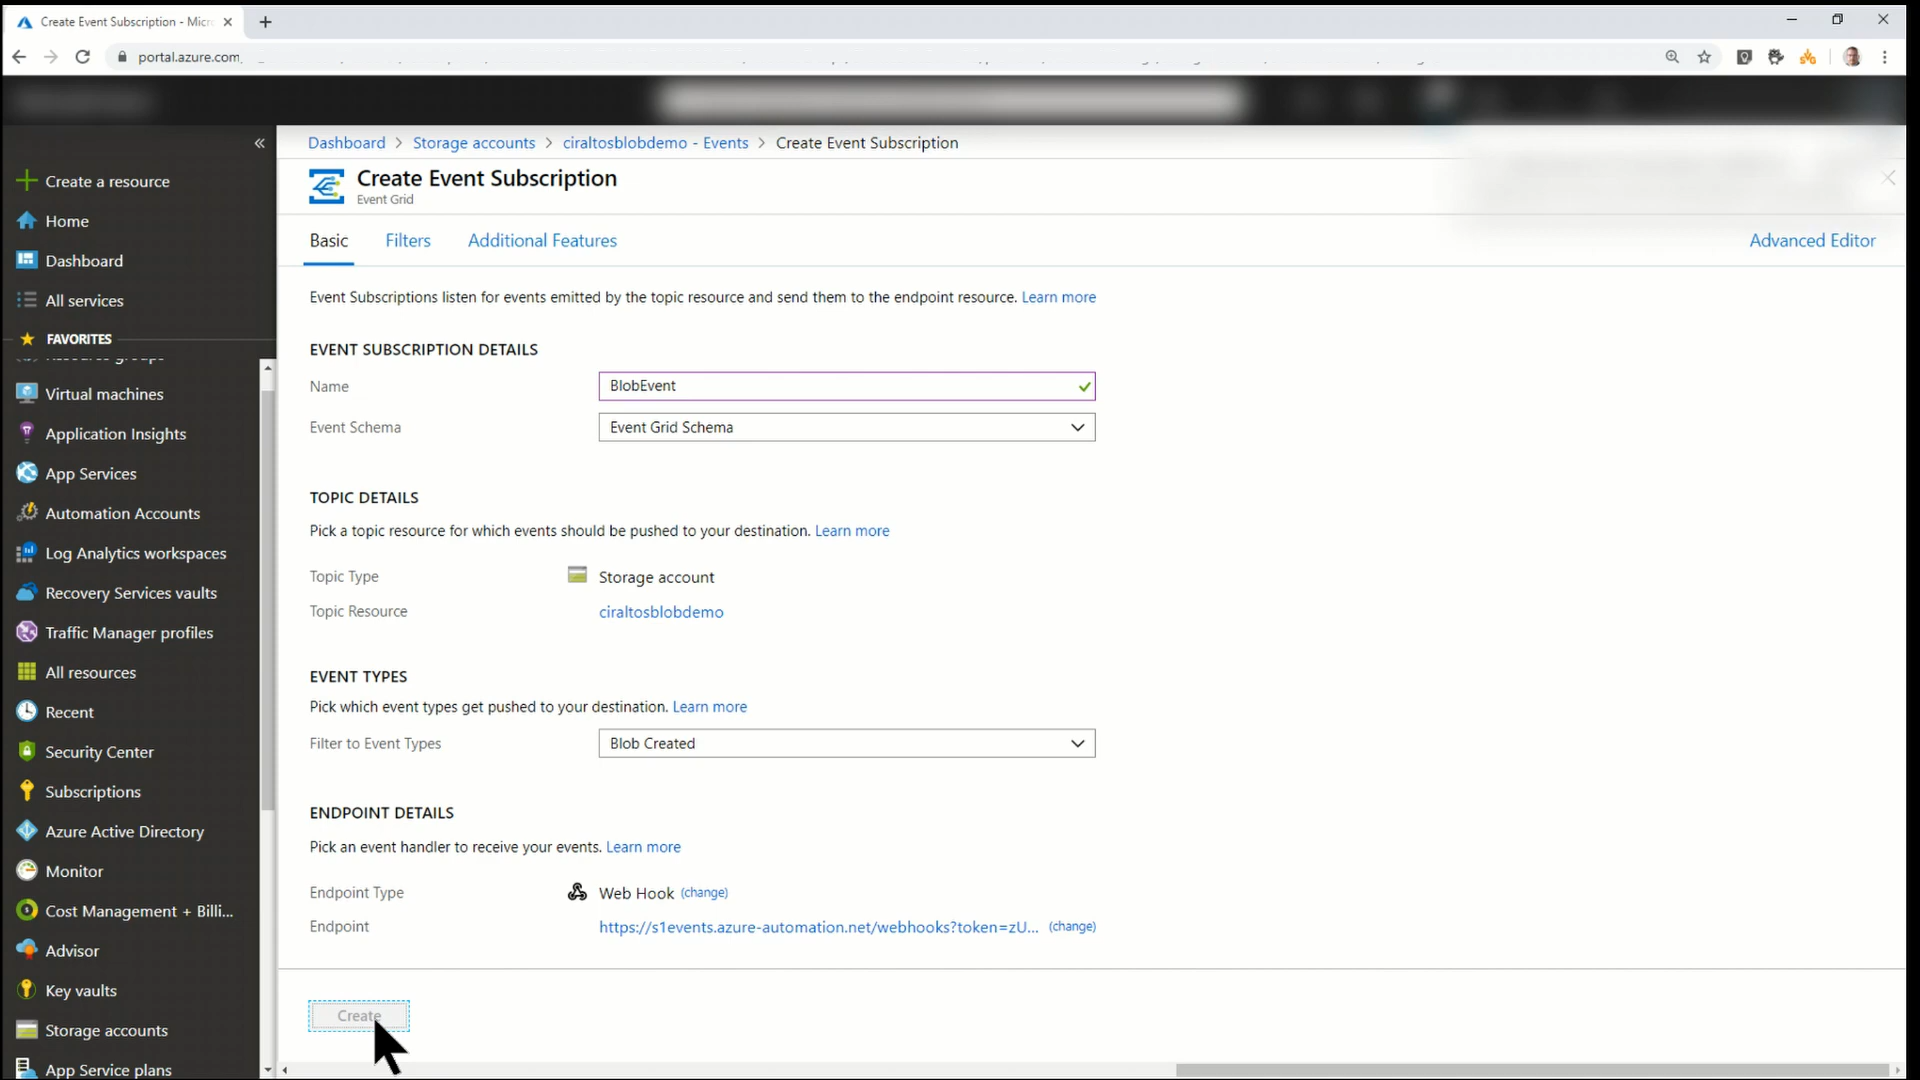 Create Event Subscription - Micr
portal.azure.com
Create a resource
Home
Dashboard
All services
FAVORITES
Resource groups
Virtual machines
Application Insights
App Services
Automation Accounts
Log Analytics workspaces
Recovery Services vaults
Traffic Manager profiles
All resources
Recent
Security Center
Subscriptions
Azure Active Directory
Monitor
Cost Management + Billi...
Advisor
Key vaults
Storage accounts
App Service plans
Dashboard > Storage accounts > ciraltosblobdemo - Events > Create Event Subscription
Create Event Subscription
Event Grid
Basic Filters Additional Features Advanced Editor
Event Subscriptions listen for events emitted by the topic resource and send them to the endpoint resource. Learn more
EVENT SUBSCRIPTION DETAILS
Name BlobEvent
Event Schema Event Grid Schema
TOPIC DETAILS
Pick a topic resource for which events should be pushed to your destination. Learn more
Topic Type Storage account
Topic Resource ciraltosblobdemo
EVENT TYPES
Pick which event types get pushed to your destination. Learn more
Filter to Event Types Blob Created
ENDPOINT DETAILS
Pick an event handler to receive your events. Learn more
Endpoint Type Web Hook (change)
Endpoint https://s1events.azure-automation.net/webhooks?token=zU... (change)
Create